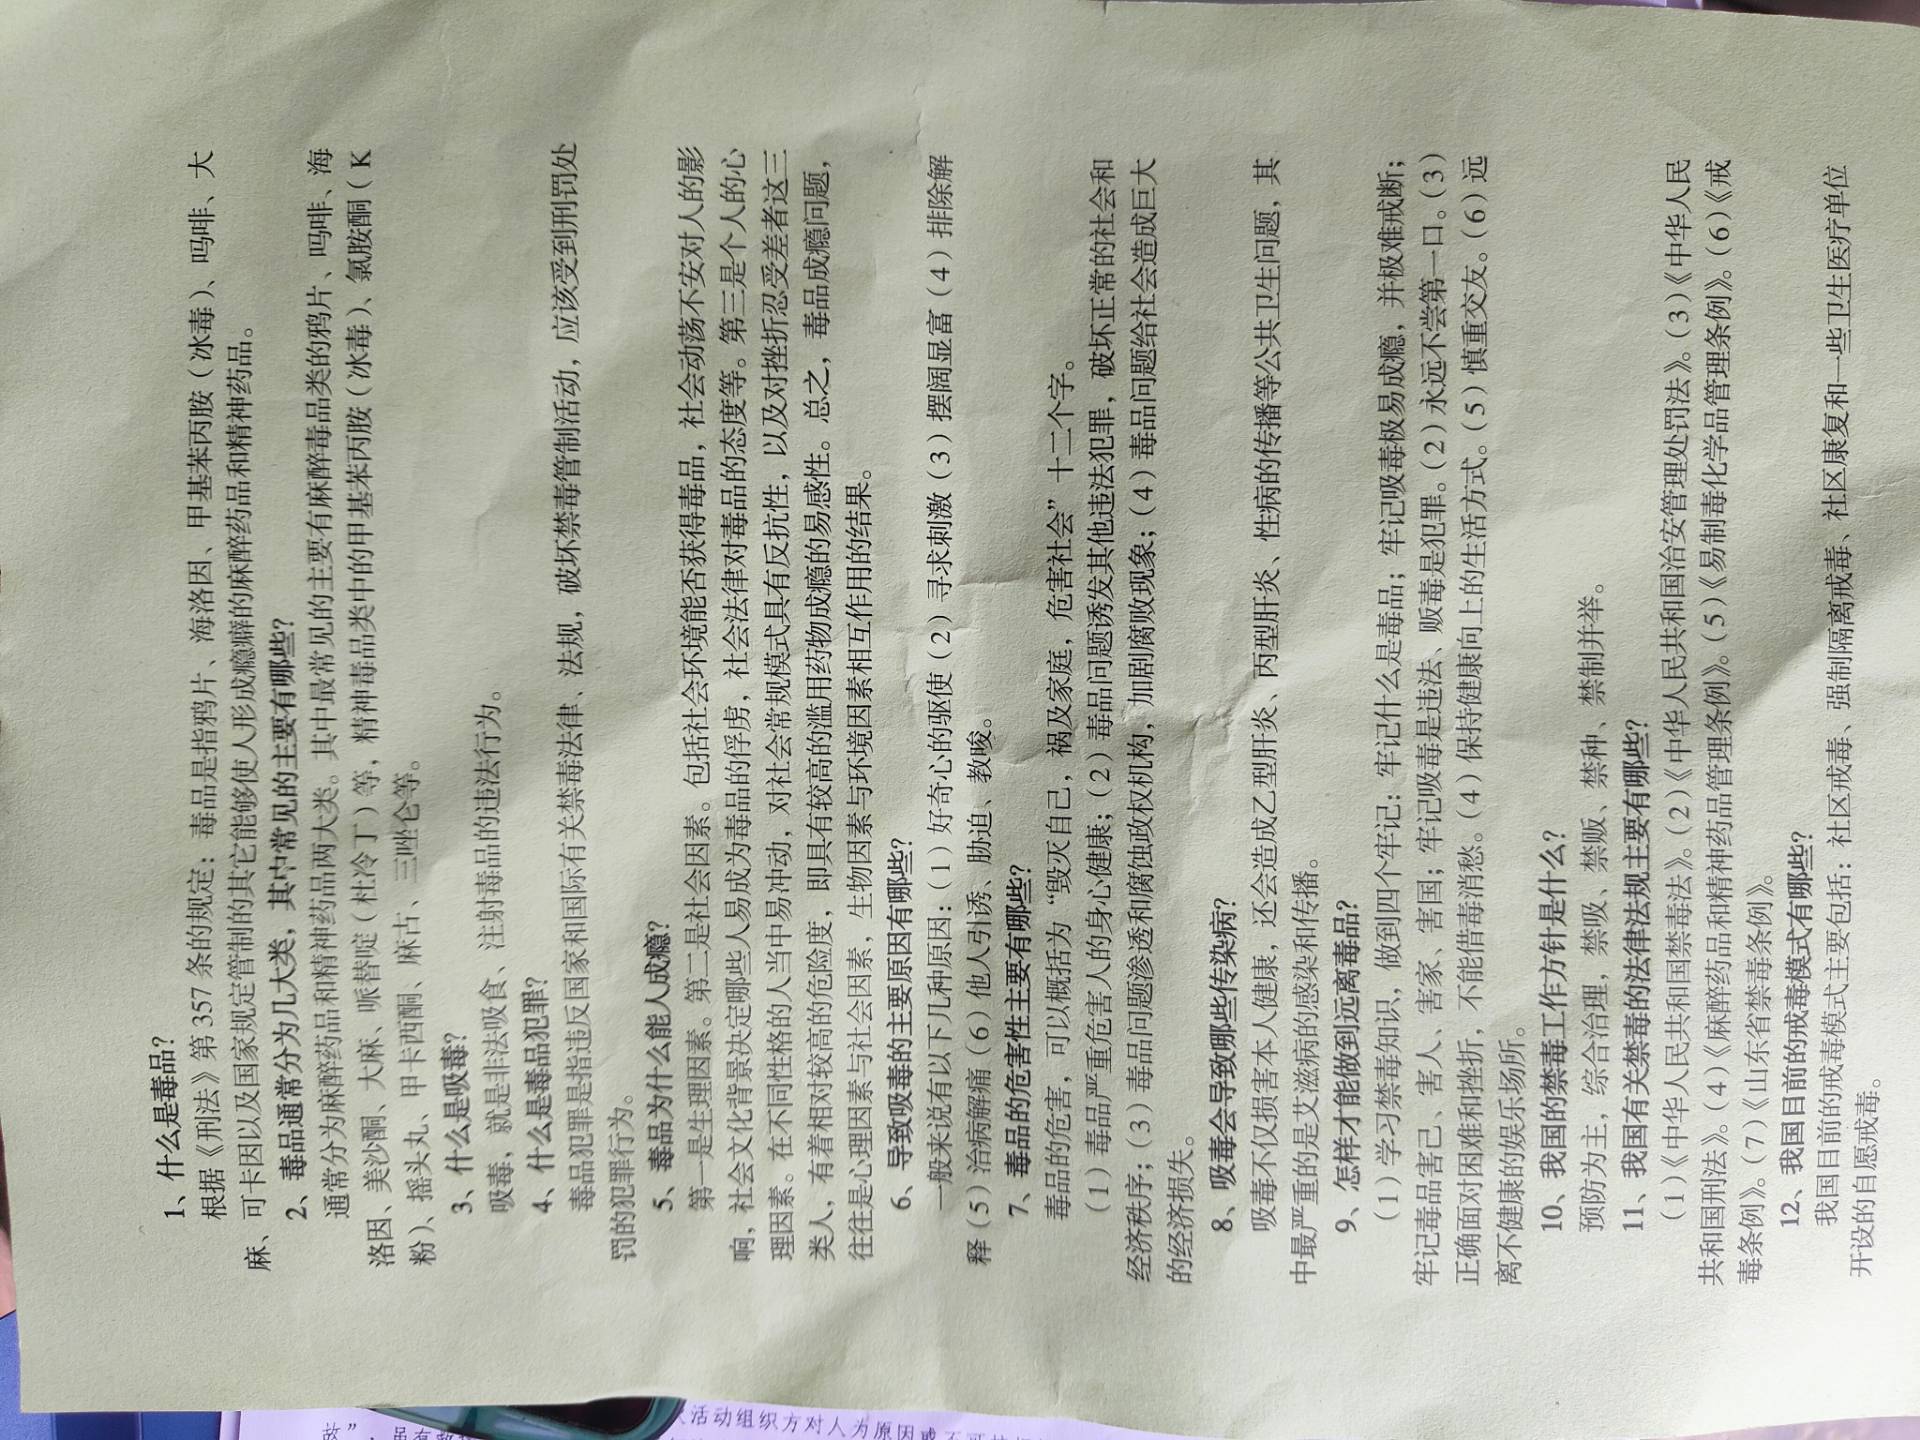 1、什么是毒品？
根据《刑法》第 357 条的规定：毒品是指鸦片、海洛因、甲基苯丙胺（冰毒）、吗啡、大
麻、可卡因以及国家规定管制的其它能够使人形成瘾癖的麻醉药品和精神药品。
2、毒品通常分为几大类，其中常见的主要有哪些？
通常分为麻醉药品和精神药品两大类。其中最常见的主要有麻醉毒品类的鸦片、吗啡、海
洛因、美沙酮、大麻、哌替啶（杜冷丁）等，精神毒品类中的甲基苯丙胺（冰毒）、氯胺酮（K
粉）、摇头丸、甲卡西酮、麻古、三唑仑等。
3、什么是吸毒？
吸毒，就是非法吸食、注射毒品的违法行为。
4、什么是毒品犯罪？
毒品犯罪是指违反国家和国际有关禁毒法律、法规，破坏禁毒管制活动，应该受到刑罚处
罚的犯罪行为。
5、毒品为什么能人成瘾？
第一是生理因素。第二是社会因素。包括社会环境能否获得毒品，社会动荡不安对人的影
响，社会文化背景决定哪些人易成为毒品的俘虏，社会法律对毒品的态度等。第三是个人的心
理因素。在不同性格的人当中易冲动，对社会常规模式具有反抗性，以及对挫折忍受差者这三
类人，有着相对较高的危险度，即具有较高的滥用药物成瘾的易感性。总之，毒品成瘾问题，
往往是心理因素与社会因素，生物因素与环境因素相互作用的结果。
6、导致吸毒的主要原因有哪些？
一般来说有以下几种原因：（1）好奇心的驱使（2）寻求刺激（3）摆阔显富（4）排除解
释（5）治病解痛（6）他人引诱、胁迫、教唆。
7、毒品的危害性主要有哪些？
毒品的危害，可以概括为“毁灭自己，祸及家庭，危害社会”十二个字。
（1）毒品严重危害人的身心健康；（2）毒品问题诱发其他违法犯罪，破坏正常的社会和
经济秩序；（3）毒品问题渗透和腐蚀政权机构，加剧腐败现象；（4）毒品问题给社会造成巨大
的经济损失。
8、吸毒会导致哪些传染病？
吸毒不仅损害本人健康，还会造成乙型肝炎、丙型肝炎、性病的传播等公共卫生问题，其
中最严重的是艾滋病的感染和传播。
9、怎样才能做到远离毒品？
（1）学习禁毒知识，做到四个牢记：牢记什么是毒品；牢记吸毒极易成瘾，并极难戒断；
牢记毒品害己、害人、害家、害国；牢记吸毒是违法、贩毒是犯罪。（2）永远不尝第一口。（3）
正确面对困难和挫折，不能借毒消愁。（4）保持健康向上的生活方式。（5）慎重交友。（6）远
离不健康的娱乐场所。
10、我国的禁毒工作方针是什么？
预防为主，综合治理，禁吸、禁贩、禁种、禁制并举。
11、我国有关禁毒的法律法规主要有哪些？
（1）《中华人民共和国禁毒法》。（2）《中华人民共和国治安管理处罚法》。（3）《中华人民
共和国刑法》。（4）《麻醉药品和精神药品管理条例》。（5）《易制毒化学品管理条例》。（6）《戒
毒条例》。（7）《山东省禁毒条例》。
12、我国目前的戒毒模式有哪些？
我国目前的戒毒模式主要包括：社区戒毒、强制隔离戒毒、社区康复和一些卫生医疗单位
开设的自愿戒毒。
活动组织方对人为原因